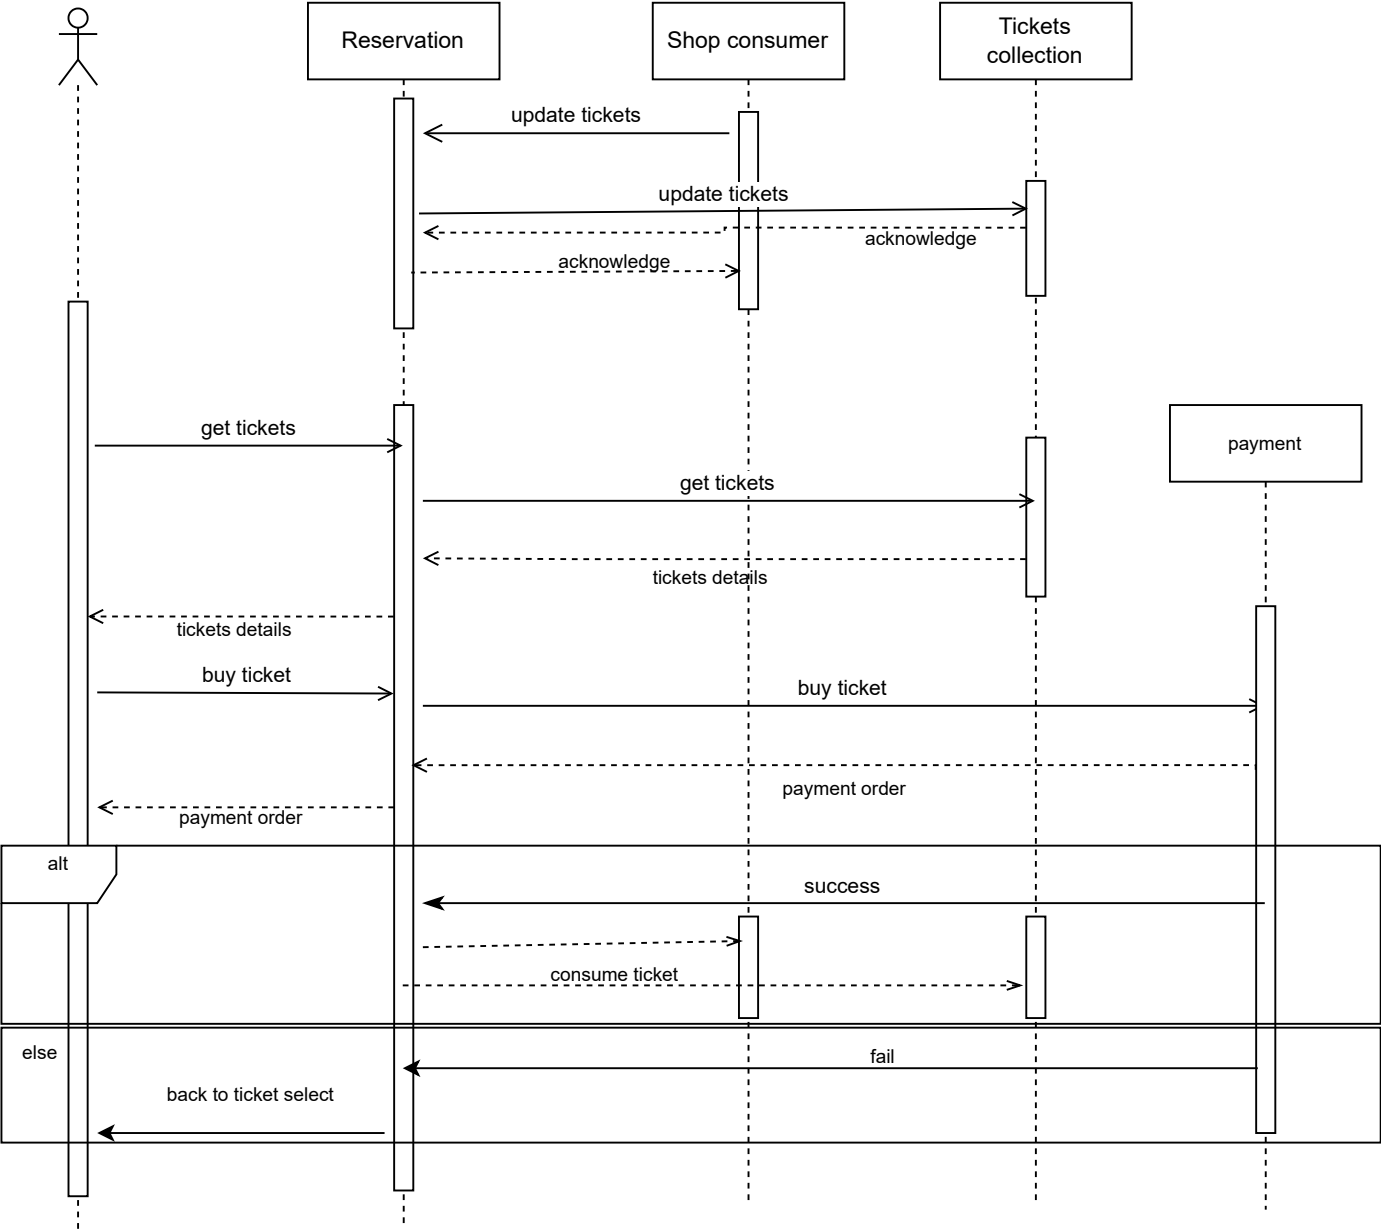 Reservation
Shop consumer
Tickets
collection
update tickets
update tickets
acknowledge
acknowledge
get tickets
payment
get tickets
tickets details
tickets details
buy ticket
buy ticket
payment order
payment order
alt
success
consume ticket
else
fail
back to ticket select